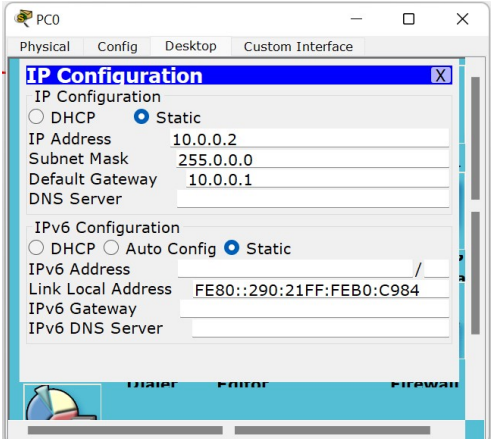 PC0
Physical Config Desktop Custom Interface
IP Configuration X
IP Configuration
DHCP Static
IP Address 10.0.0.2
Subnet Mask 255.0.0.0
Default Gateway 10.0.0.1
DNS Server
IPv6 Configuration
DHCP Auto Config Static
IPv6 Address /
Link Local Address FE80::290:21FF:FEB0:C984
IPv6 Gateway
IPv6 DNS Server
Dialer Editor Firewall